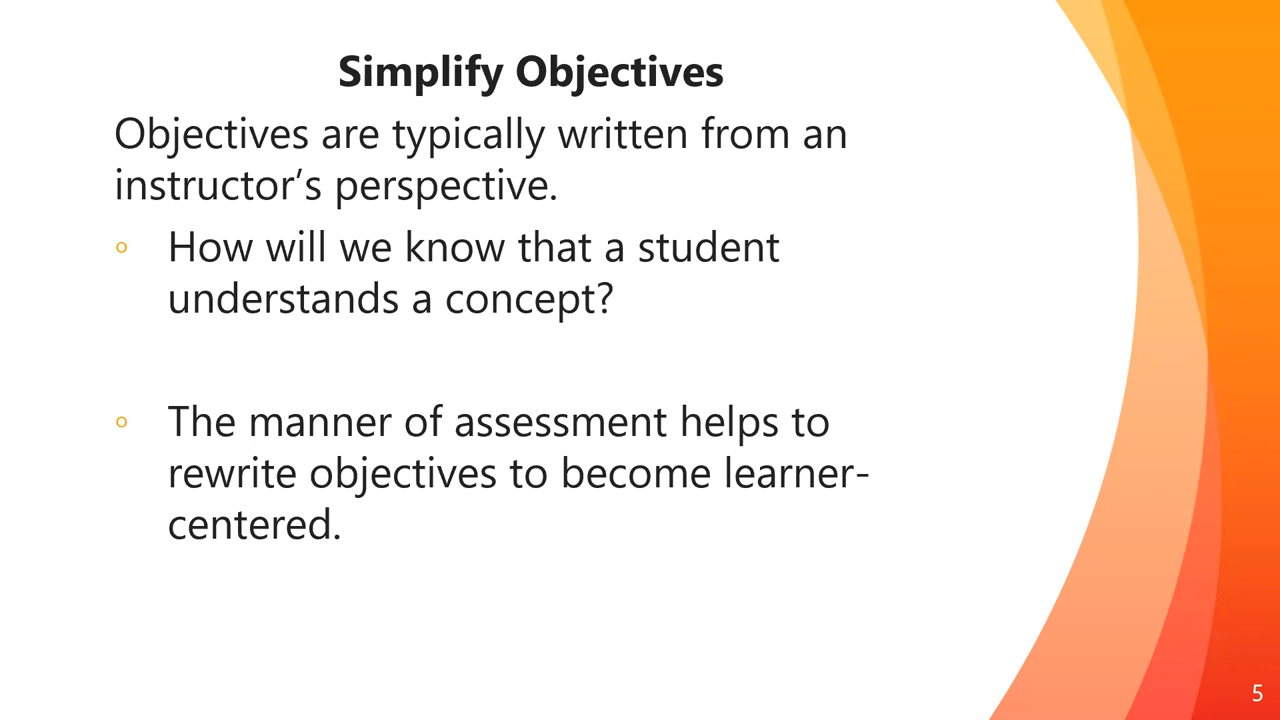 Simplify Objectives
Objectives are typically written from an
instructor’s perspective.
◦ How will we know that a student
understands a concept?
◦ The manner of assessment helps to
rewrite objectives to become learner-
centered.
5